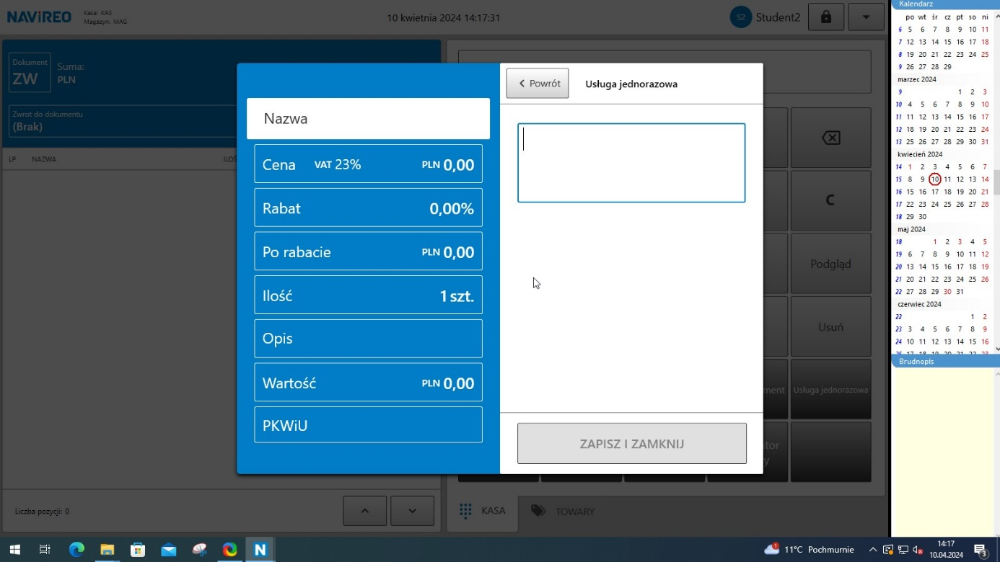 NAVIREO
Kasa: KAS
Magazyn: MAG
10 kwietnia 2024 14:17:31
S2 Student2
Dokument
ZW
Suma:
PLN
Zwrot do dokumentu
(Brak)
LP NAZWA
Liczba pozycji: 0
Nazwa
Cena VAT 23% PLN 0,00
Rabat 0,00%
Po rabacie PLN 0,00
Ilość 1 szt.
Opis
Wartość PLN 0,00
PKWiU
Powrót
Usługa jednorazowa
ZAPISZ I ZAMKNIJ
C
Podgląd
Usuń
Usługa jednorazowa
KASA
TOWARY
Kalendarz
po wt śr cz pt so ni
6 5 6 7 8 9 10 11
7 12 13 14 15 16 17 18
8 19 20 21 22 23 24 25
9 26 27 28 29
marzec 2024
9 1 2 3
10 4 5 6 7 8 9 10
11 11 12 13 14 15 16 17
12 18 19 20 21 22 23 24
13 25 26 27 28 29 30 31
kwiecień 2024
14 1 2 3 4 5 6 7
15 8 9 10 11 12 13 14
16 15 16 17 18 19 20 21
17 22 23 24 25 26 27 28
18 29 30
maj 2024
18 1 2 3 4 5
19 6 7 8 9 10 11 12
20 13 14 15 16 17 18 19
21 20 21 22 23 24 25 26
22 27 28 29 30 31
czerwiec 2024
22 1 2
23 3 4 5 6 7 8 9
24 10 11 12 13 14 15 16
Brudnopis
11°C Pochmurnie
14:17
10.04.2024
3